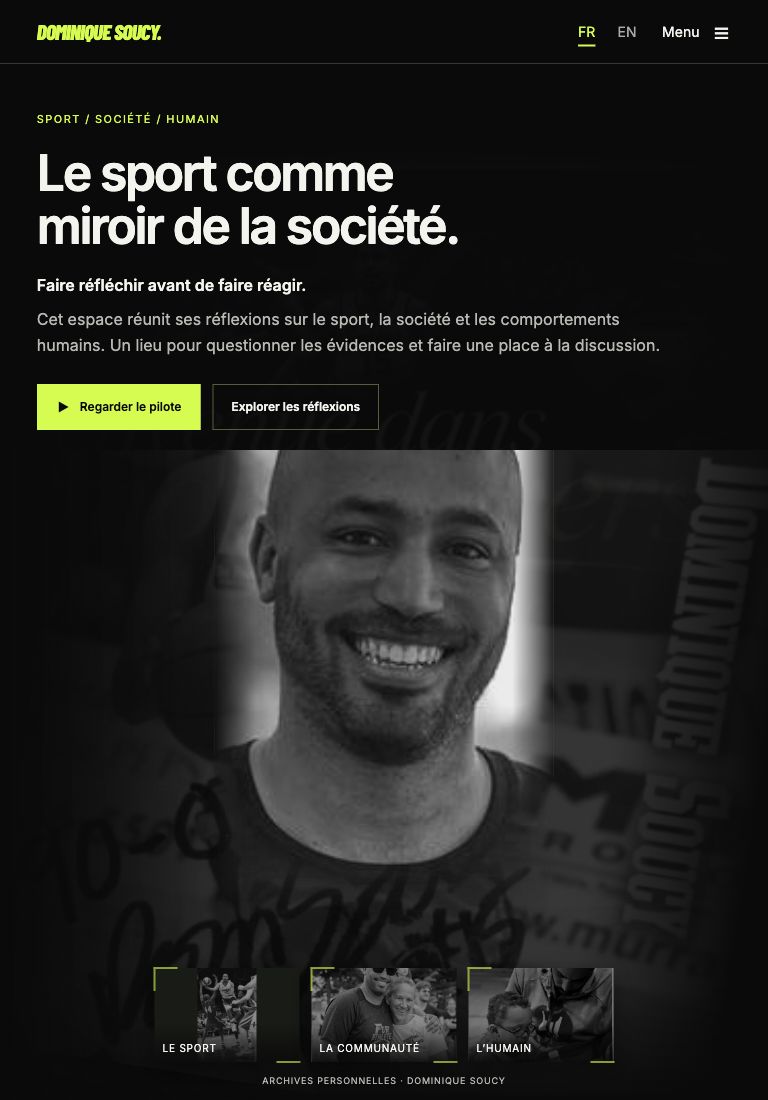 DOMINIQUE SOUCY.
FR EN Menu
SPORT / SOCIÉTÉ / HUMAIN
Le sport comme
miroir de la société.
Faire réfléchir avant de faire réagir.
Cet espace réunit ses réflexions sur le sport, la société et les comportements
humains. Un lieu pour questionner les évidences et faire une place à la discussion.
Regarder le pilote
Explorer les réflexions
dans
DOMINIQUE SOUCY
LE SPORT
LA COMMUNAUTÉ
L'HUMAIN
ARCHIVES PERSONNELLES · DOMINIQUE SOUCY